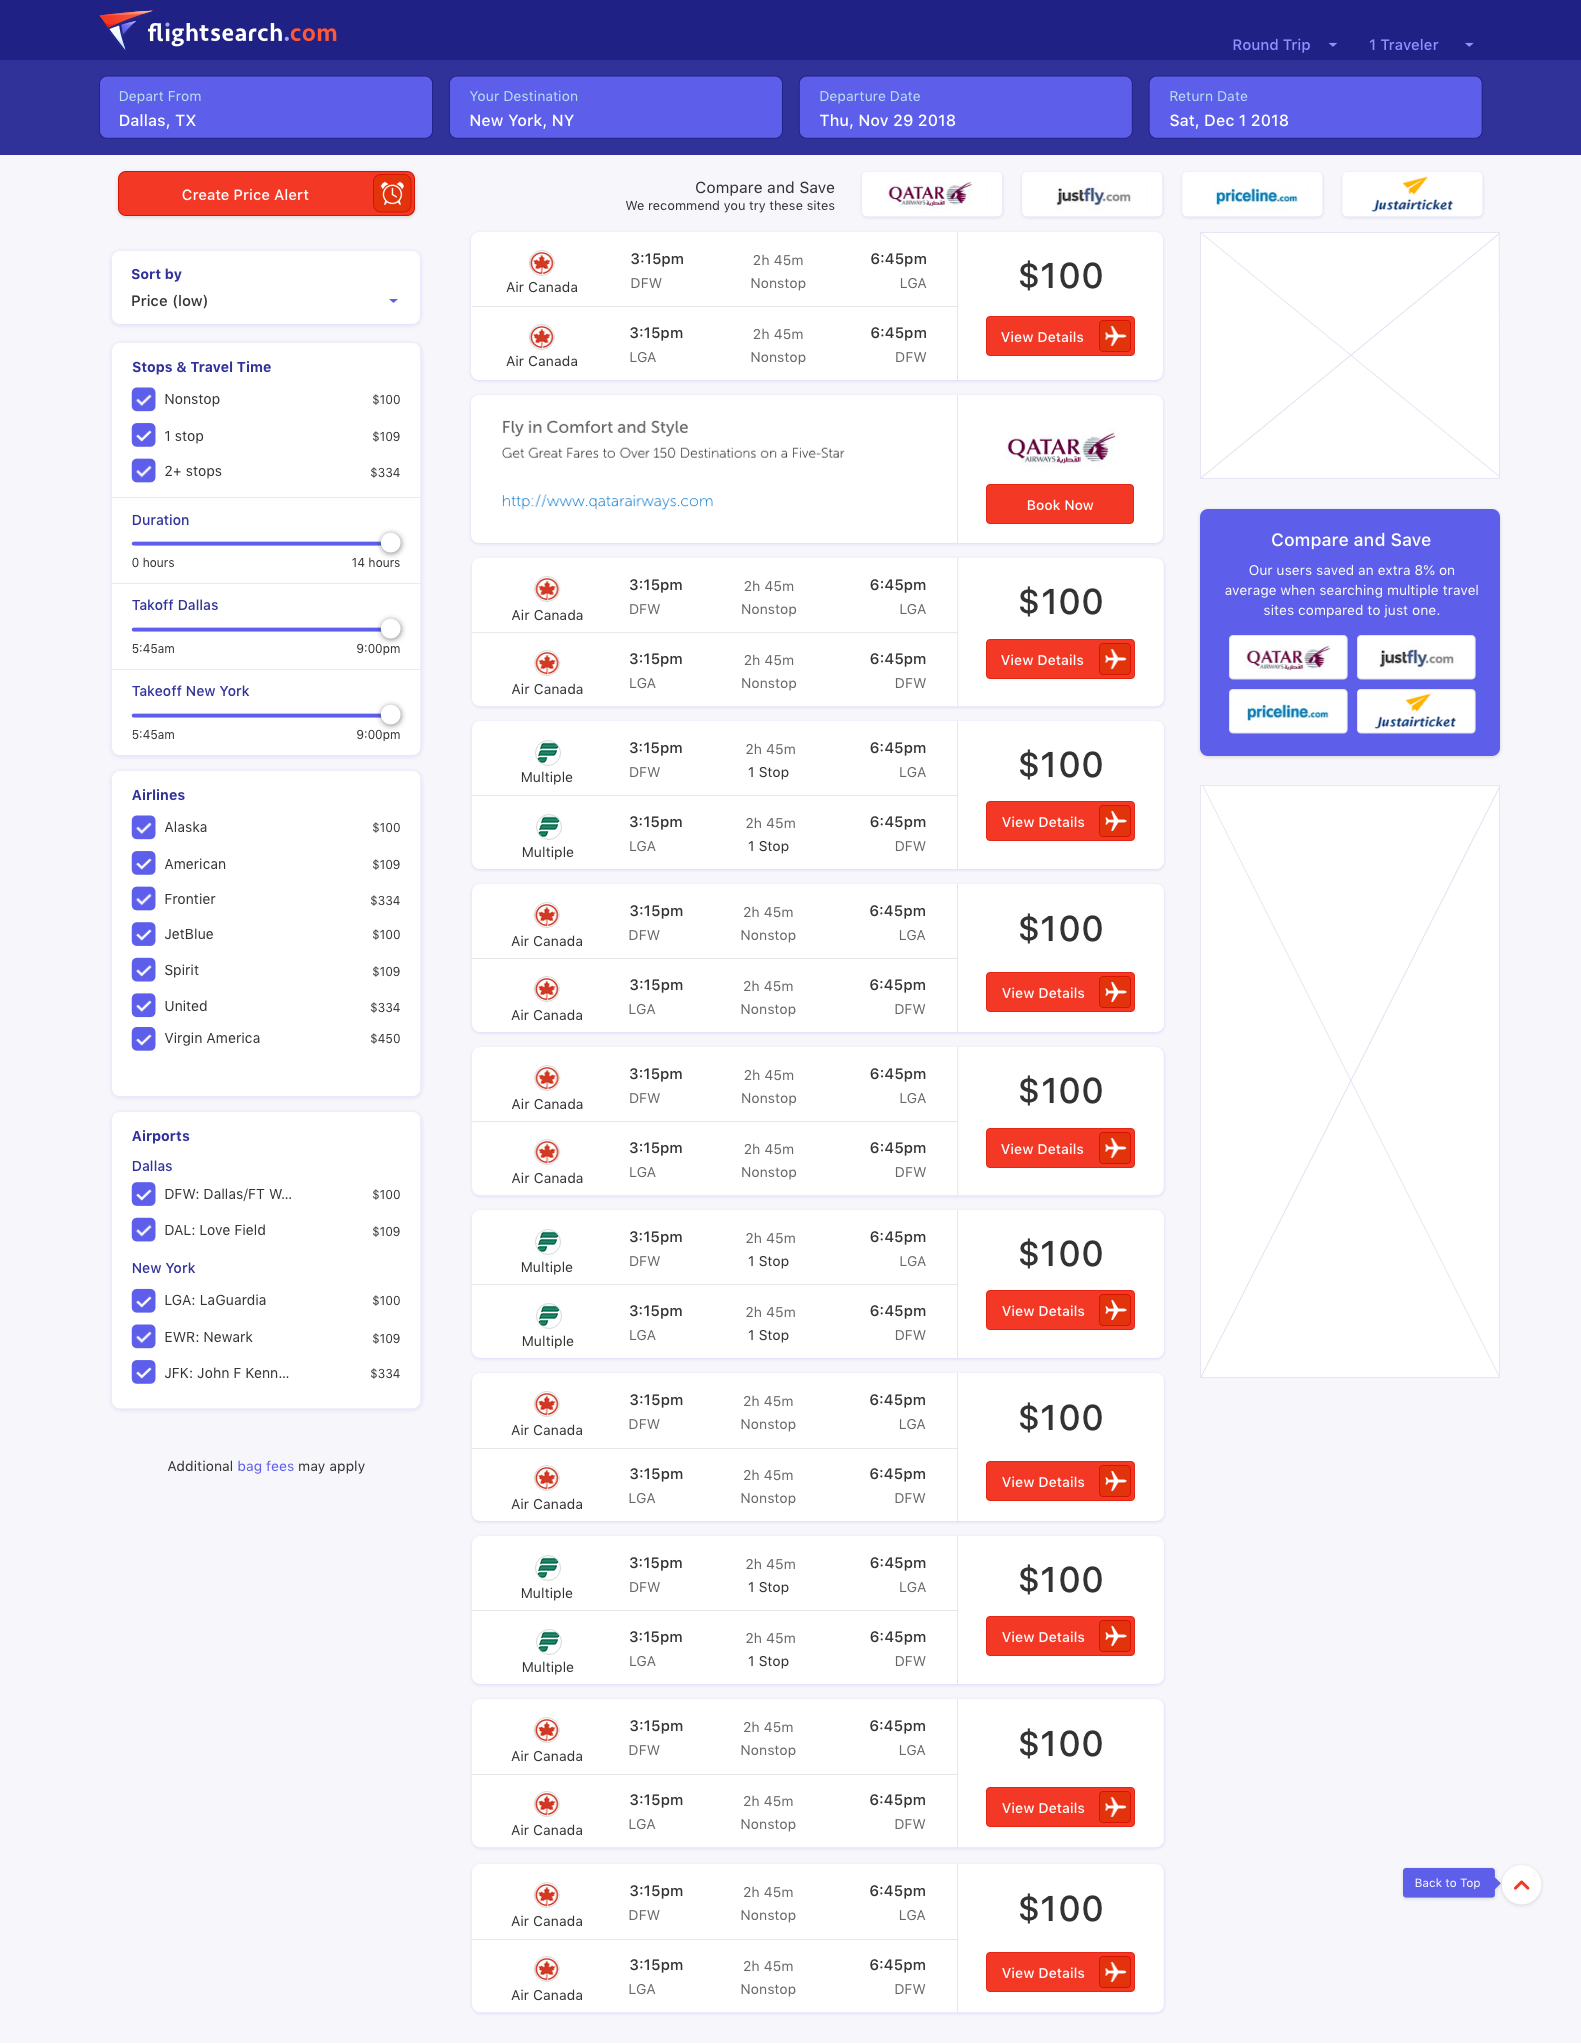 flightsearch.com
Round Trip 1 Traveler
Depart From
Dallas, TX
Your Destination
New York, NY
Departure Date
Thu, Nov 29 2018
Return Date
Sat, Dec 1 2018
Create Price Alert
Compare and Save
We recommend you try these sites
QATAR
AIRWAYS القطرية
justfly.com
priceline.com
Justairticket
Sort by
Price (low)
Stops & Travel Time
Nonstop $100
1 stop $109
2+ stops $334
Duration
0 hours 14 hours
Takoff Dallas
5:45am 9:00pm
Takeoff New York
5:45am 9:00pm
Airlines
Alaska $100
American $109
Frontier $334
JetBlue $100
Spirit $109
United $334
Virgin America $450
Airports
Dallas
DFW: Dallas/FT W... $100
DAL: Love Field $109
New York
LGA: LaGuardia $100
EWR: Newark $109
JFK: John F Kenn... $334
Additional bag fees may apply
3:15pm 2h 45m 6:45pm
Air Canada DFW Nonstop LGA
3:15pm 2h 45m 6:45pm
Air Canada LGA Nonstop DFW
$100
View Details
Fly in Comfort and Style
Get Great Fares to Over 150 Destinations on a Five-Star
http://www.qatarairways.com
QATAR
AIRWAYS القطرية
Book Now
3:15pm 2h 45m 6:45pm
Air Canada DFW Nonstop LGA
3:15pm 2h 45m 6:45pm
Air Canada LGA Nonstop DFW
$100
View Details
3:15pm 2h 45m 6:45pm
Multiple DFW 1 Stop LGA
3:15pm 2h 45m 6:45pm
Multiple LGA 1 Stop DFW
$100
View Details
3:15pm 2h 45m 6:45pm
Air Canada DFW Nonstop LGA
3:15pm 2h 45m 6:45pm
Air Canada LGA Nonstop DFW
$100
View Details
3:15pm 2h 45m 6:45pm
Air Canada DFW Nonstop LGA
3:15pm 2h 45m 6:45pm
Air Canada LGA Nonstop DFW
$100
View Details
3:15pm 2h 45m 6:45pm
Multiple DFW 1 Stop LGA
3:15pm 2h 45m 6:45pm
Multiple LGA 1 Stop DFW
$100
View Details
3:15pm 2h 45m 6:45pm
Air Canada DFW Nonstop LGA
3:15pm 2h 45m 6:45pm
Air Canada LGA Nonstop DFW
$100
View Details
3:15pm 2h 45m 6:45pm
Multiple DFW 1 Stop LGA
3:15pm 2h 45m 6:45pm
Multiple LGA 1 Stop DFW
$100
View Details
3:15pm 2h 45m 6:45pm
Air Canada DFW Nonstop LGA
3:15pm 2h 45m 6:45pm
Air Canada LGA Nonstop DFW
$100
View Details
3:15pm 2h 45m 6:45pm
Air Canada DFW Nonstop LGA
3:15pm 2h 45m 6:45pm
Air Canada LGA Nonstop DFW
$100
View Details
Compare and Save
Our users saved an extra 8% on
average when searching multiple travel
sites compared to just one.
QATAR
AIRWAYS القطرية
justfly.com
priceline.com
Justairticket
Back to Top